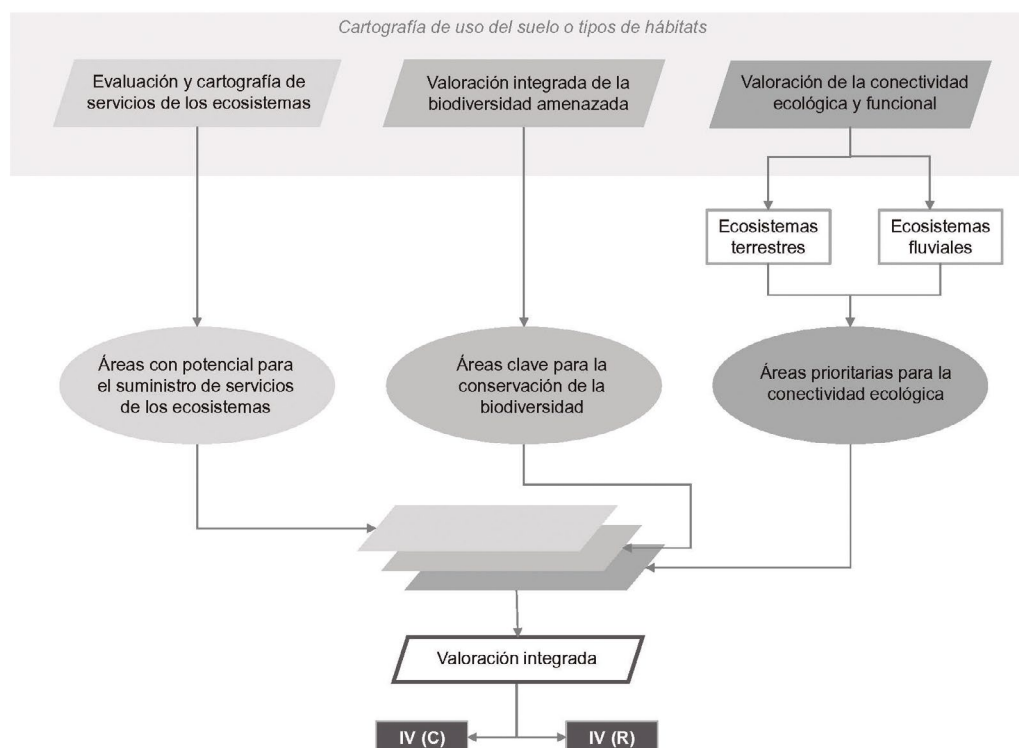 Cartografía de uso del suelo o tipos de hábitats
Evaluación y cartografía de
servicios de los ecosistemas
Valoración integrada de la
biodiversidad amenazada
Valoración de la conectividad
ecológica y funcional
Ecosistemas
terrestres
Ecosistemas
fluviales
Áreas con potencial para
el suministro de servicios
de los ecosistemas
Áreas clave para la
conservación de la
biodiversidad
Áreas prioritarias para la
conectividad ecológica
Valoración integrada
IV (C)
IV (R)